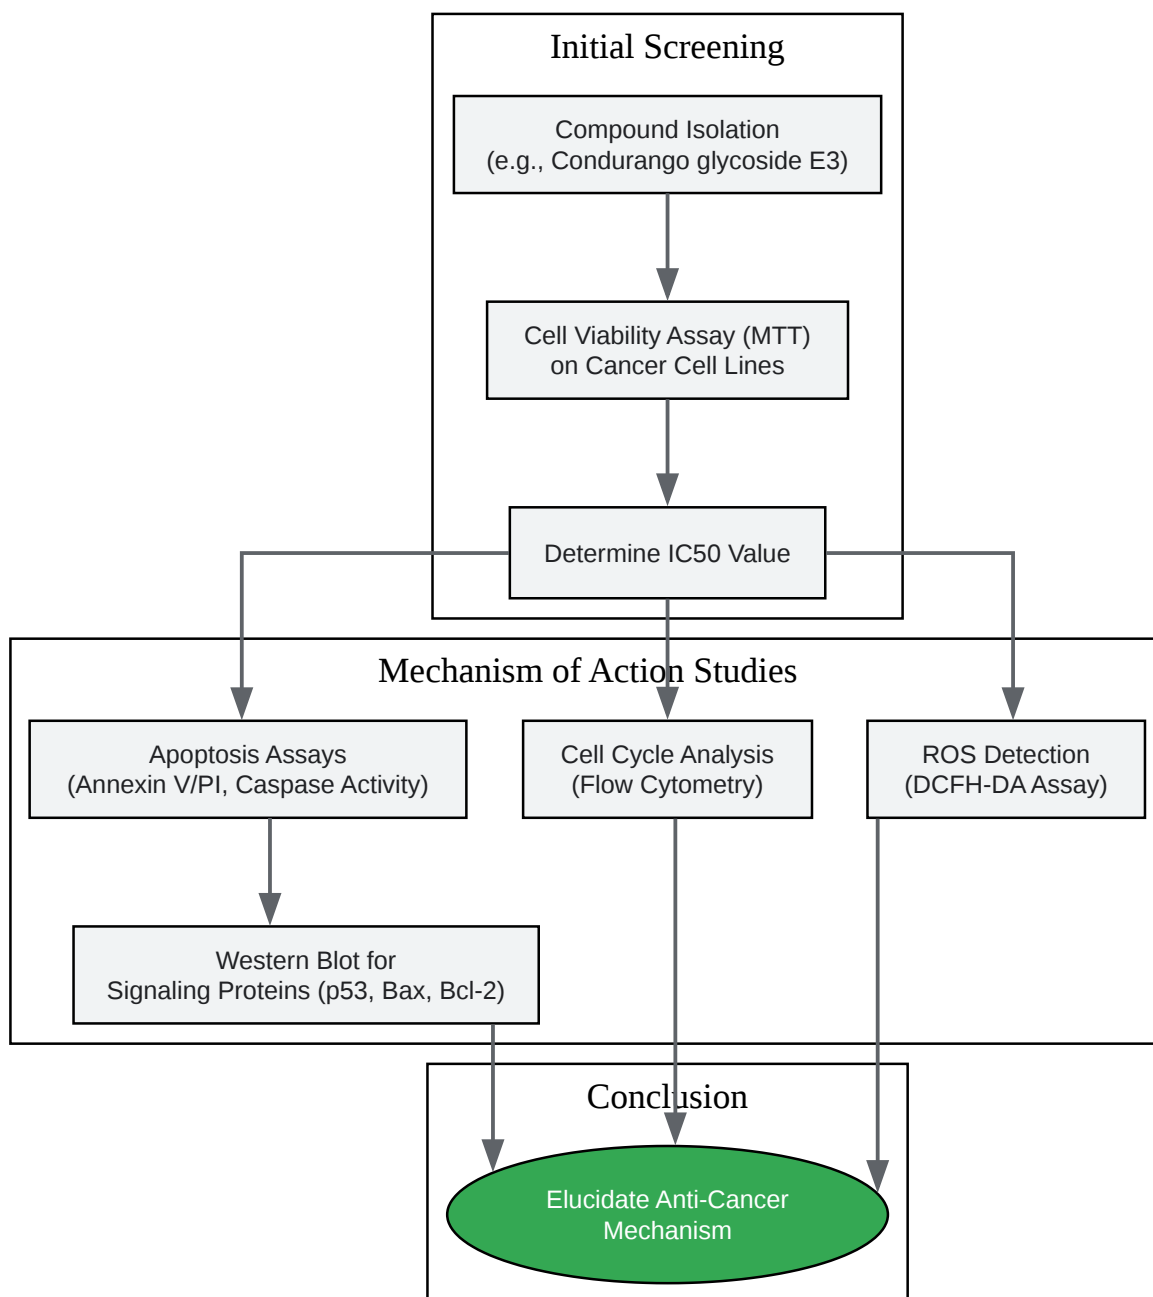 Initial Screening
Compound Isolation
(e.g., Condurango glycoside E3)
Cell Viability Assay (MTT)
on Cancer Cell Lines
Determine IC50 Value
Mechanism of Action Studies
Apoptosis Assays
(Annexin V/PI, Caspase Activity)
Cell Cycle Analysis
(Flow Cytometry)
ROS Detection
(DCFH-DA Assay)
Western Blot for
Signaling Proteins (p53, Bax, Bcl-2)
Conclusion
Elucidate Anti-Cancer
Mechanism